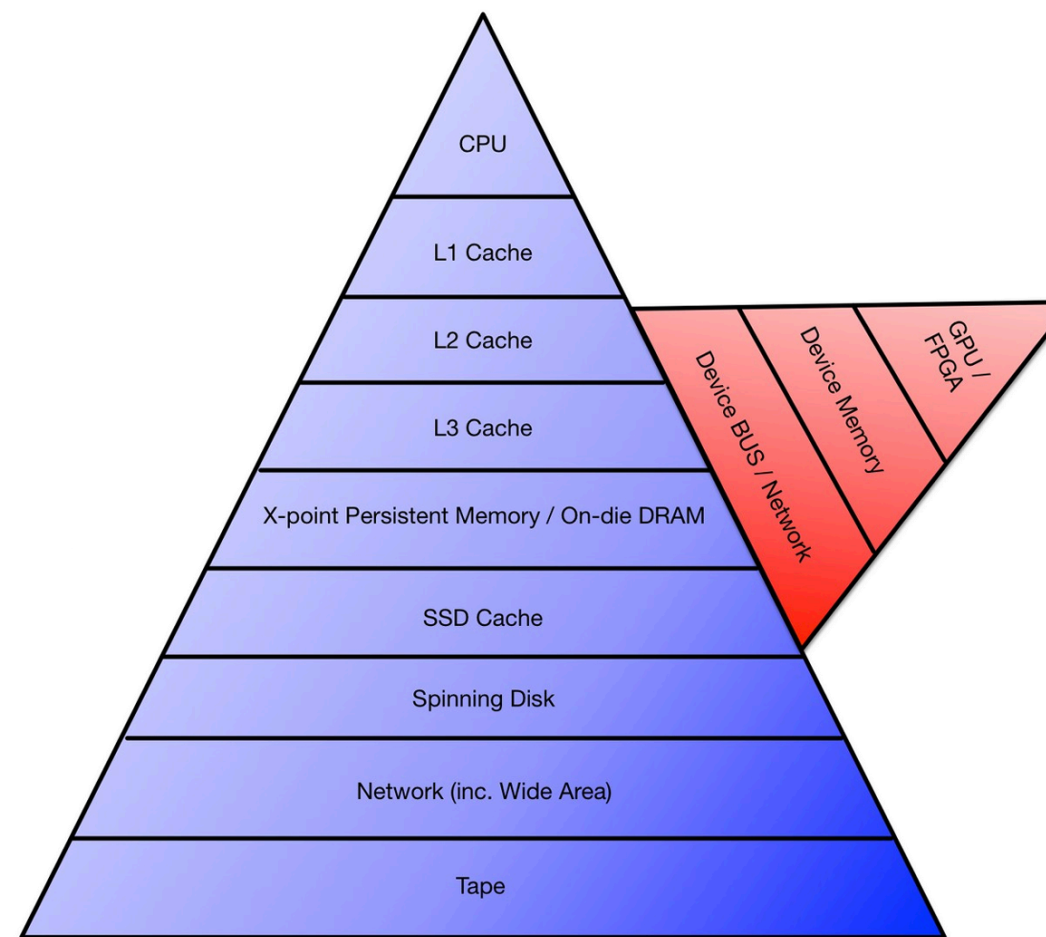 CPU
L1 Cache
L2 Cache
L3 Cache
X-point Persistent Memory / On-die DRAM
SSD Cache
Spinning Disk
Network (inc. Wide Area)
Tape
Device BUS / Network
Device Memory
GPU /
FPGA